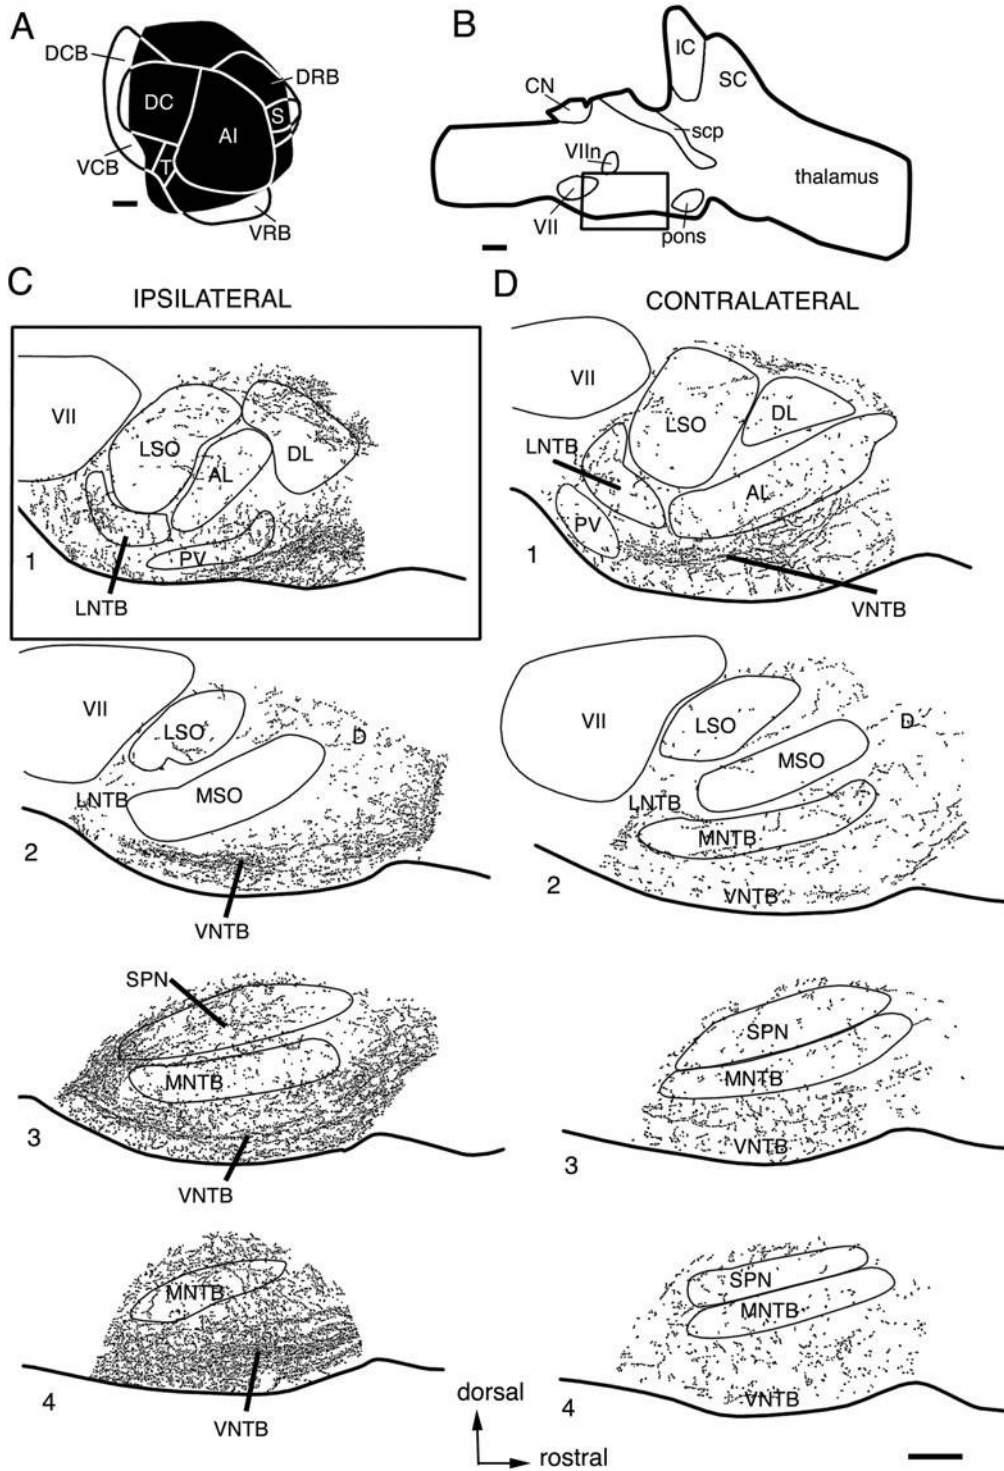 A
DCB
DRB
DC
AI
S
T
VCB
VRB
B
IC
SC
CN
scp
VIIn
VII
pons
thalamus
C
IPSILATERAL
VII
LSO
AL
DL
PV
LNTB
1
D
CONTRALATERAL
VII
LSO
DL
LNTB
AL
PV
VNTB
1
VII
LSO
D
LNTB
MSO
VNTB
2
VII
LSO
D
MSO
LNTB
MNTB
VNTB
2
SPN
MNTB
VNTB
3
SPN
MNTB
VNTB
3
MNTB
VNTB
4
SPN
MNTB
VNTB
4
dorsal
rostral